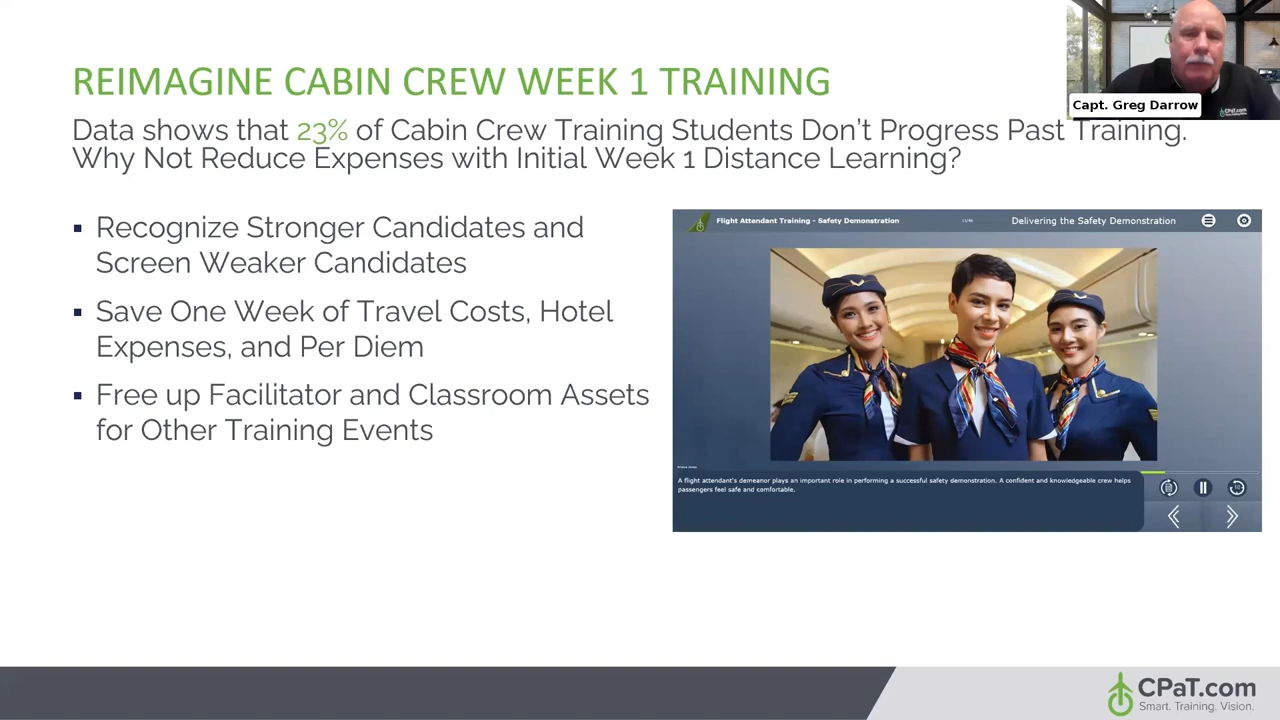 REIMAGINE CABIN CREW WEEK 1 TRAINING
Capt. Greg Darrow
CPaT.com
Data shows that 23% of Cabin Crew Training Students Don't Progress Past Training.
Why Not Reduce Expenses with Initial Week 1 Distance Learning?
▪ Recognize Stronger Candidates and
Screen Weaker Candidates
▪ Save One Week of Travel Costs, Hotel
Expenses, and Per Diem
▪ Free up Facilitator and Classroom Assets
for Other Training Events
Flight Attendant Training - Safety Demonstration
Delivering the Safety Demonstration
A flight attendant's demeanor plays an important role in performing a successful safety demonstration. A confident and knowledgeable crew helps
passengers feel safe and comfortable.
CPaT.com
Smart. Training. Vision.